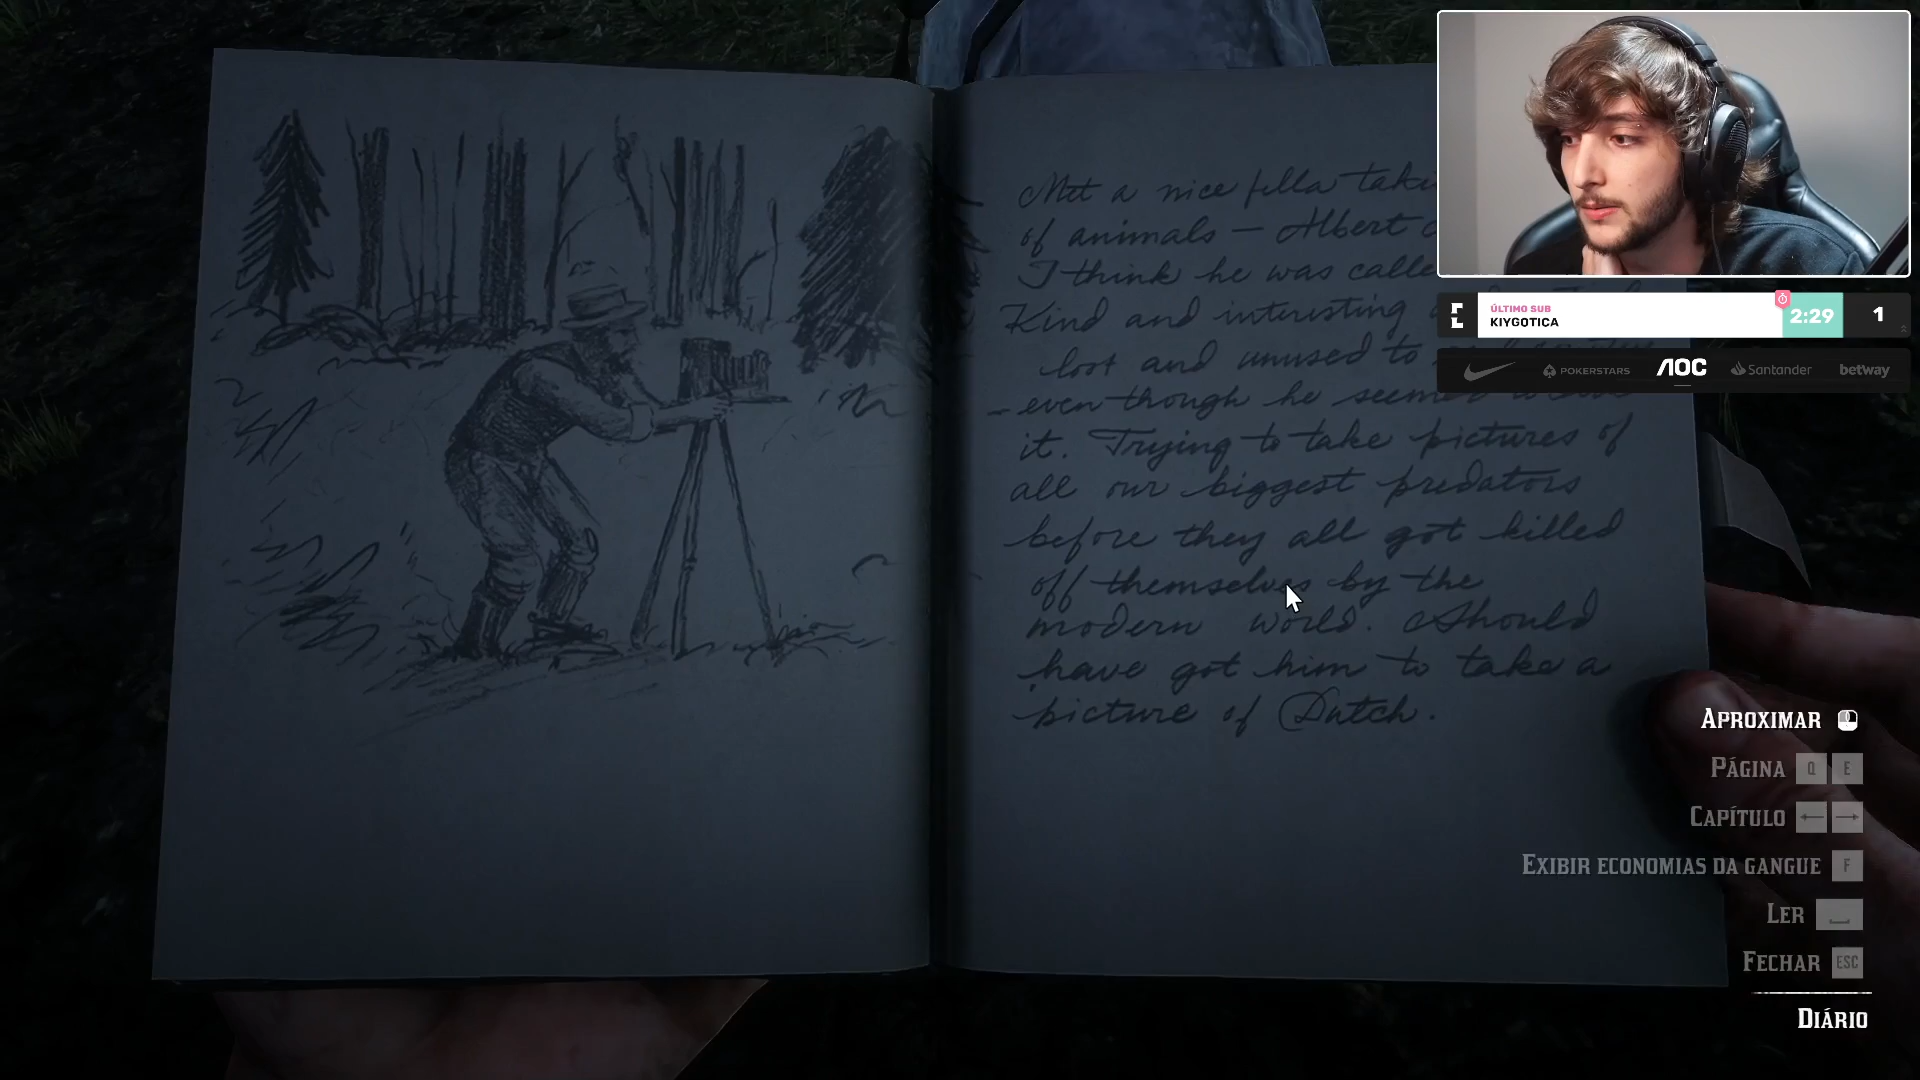 Met a nice fella
of animals – Albert
I think he was
Kind and interesting
lost and unused to
- even though he
it. Trying to take pictures of
all our biggest predators
before they all got killed
off themselves by the
modern world. Should
have got him to take a
picture of Dutch.
ÚLTIMO SUB
KIYGOTICA
2:29
1
POKERSTARS
AOC
Santander
betway
APROXIMAR
PÁGINA Q E
CAPÍTULO ← →
EXIBIR ECONOMIAS DA GANGUE F
LER
FECHAR ESC
DIÁRIO